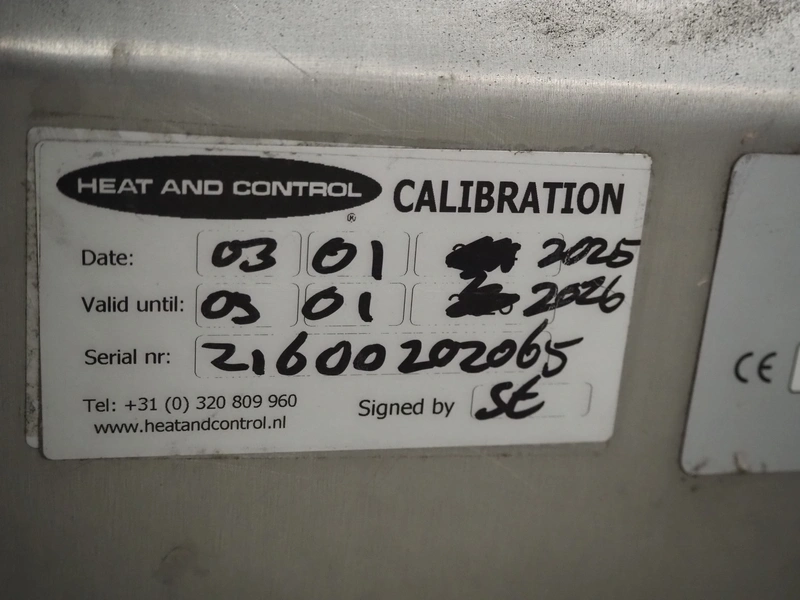 HEAT AND CONTROL ® CALIBRATION
Date: 03 01 2025
Valid until: 03 01 2026
Serial nr: 21600202065
Tel: +31 (0) 320 809 960 Signed by SE
www.heatandcontrol.nl
CE